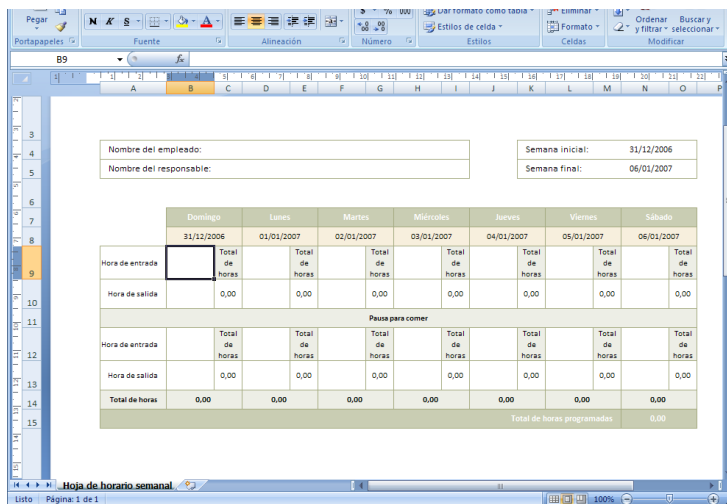 Pegar
N K S
$ % 000
Dar formato como tabla
Eliminar
Estilos de celda
Formato
Ordenar y filtrar
Buscar y seleccionar
Portapapeles Fuente Alineación Número Estilos Celdas Modificar
B9 fx
A B C D E F G H I J K L M N O P
Nombre del empleado: Semana inicial: 31/12/2006
Nombre del responsable: Semana final: 06/01/2007
Domingo Lunes Martes Miércoles Jueves Viernes Sábado
31/12/2006 01/01/2007 02/01/2007 03/01/2007 04/01/2007 05/01/2007 06/01/2007
Hora de entrada Total de horas Total de horas Total de horas Total de horas Total de horas Total de horas Total de horas
Hora de salida 0,00 0,00 0,00 0,00 0,00 0,00 0,00
Pausa para comer
Hora de entrada Total de horas Total de horas Total de horas Total de horas Total de horas Total de horas Total de horas
Hora de salida 0,00 0,00 0,00 0,00 0,00 0,00 0,00
Total de horas 0,00 0,00 0,00 0,00 0,00 0,00 0,00
Total de horas programadas 0,00
3
4
5
6
7
8
9
10
11
12
13
14
15
Hoja de horario semanal
Listo Página: 1 de 1 100%